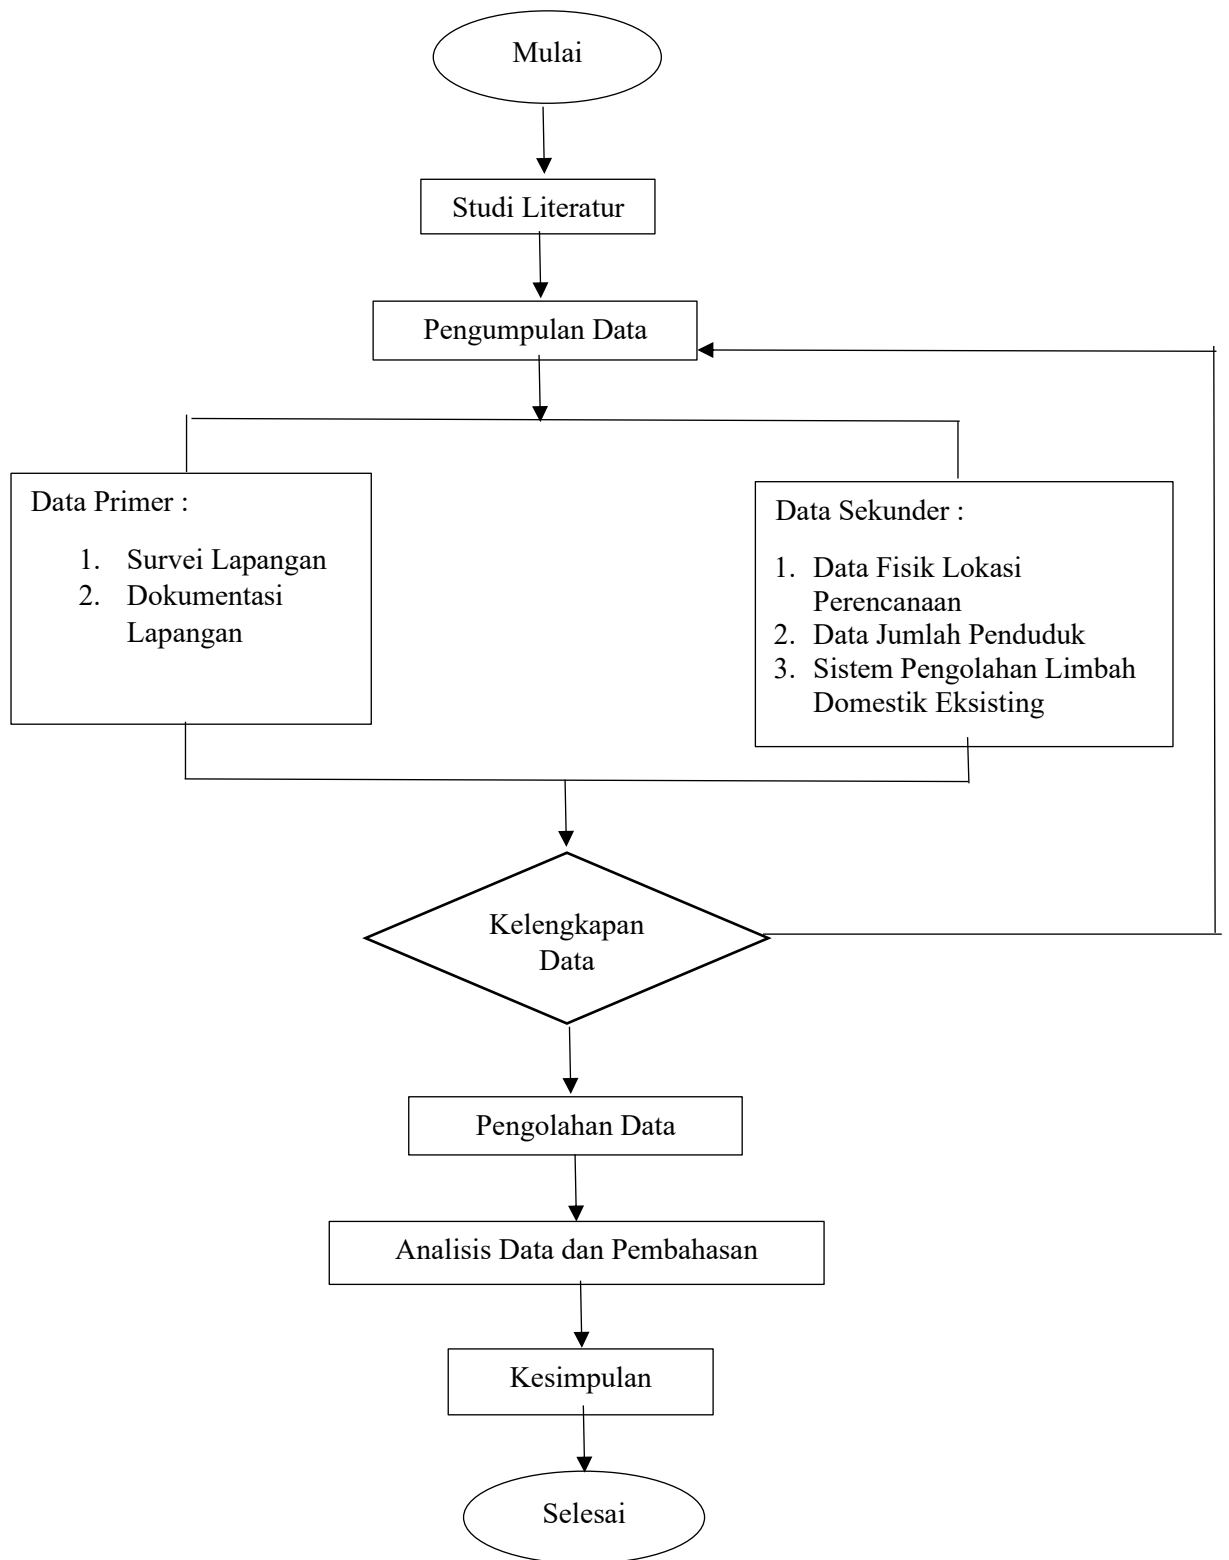 Mulai
Studi Literatur
Pengumpulan Data
Data Primer :
1. Survei Lapangan
2. Dokumentasi
Lapangan
Data Sekunder :
1. Data Fisik Lokasi
Perencanaan
2. Data Jumlah Penduduk
3. Sistem Pengolahan Limbah
Domestik Eksisting
Kelengkapan
Data
Pengolahan Data
Analisis Data dan Pembahasan
Kesimpulan
Selesai